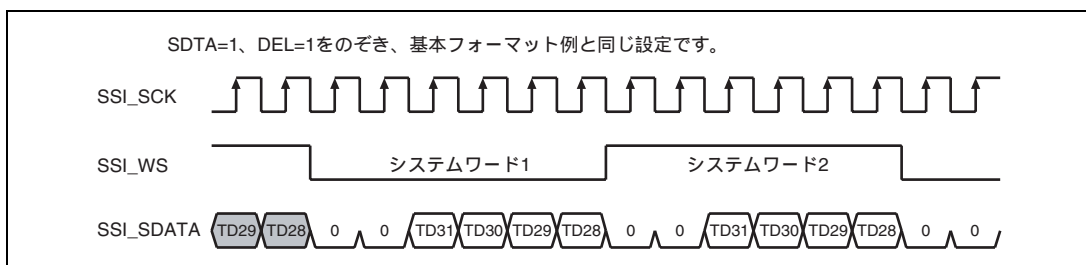 SDTA=1、DEL=1をのぞき、基本フォーマット例と同じ設定です。
SSI_SCK
SSI_WS システムワード1 システムワード2
SSI_SDATA TD29 TD28 0 0 TD31 TD30 TD29 TD28 0 0 TD31 TD30 TD29 TD28 0 0